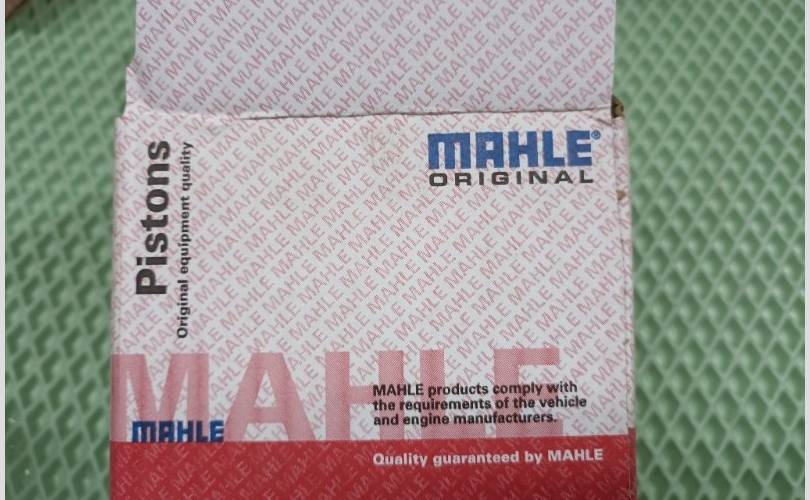 MAHLE®
ORIGINAL
Pistons
Original equipment quality
MAHLE
MAHLE products comply with
the requirements of the vehicle
and engine manufacturers.
MAHLE
Quality guaranteed by MAHLE